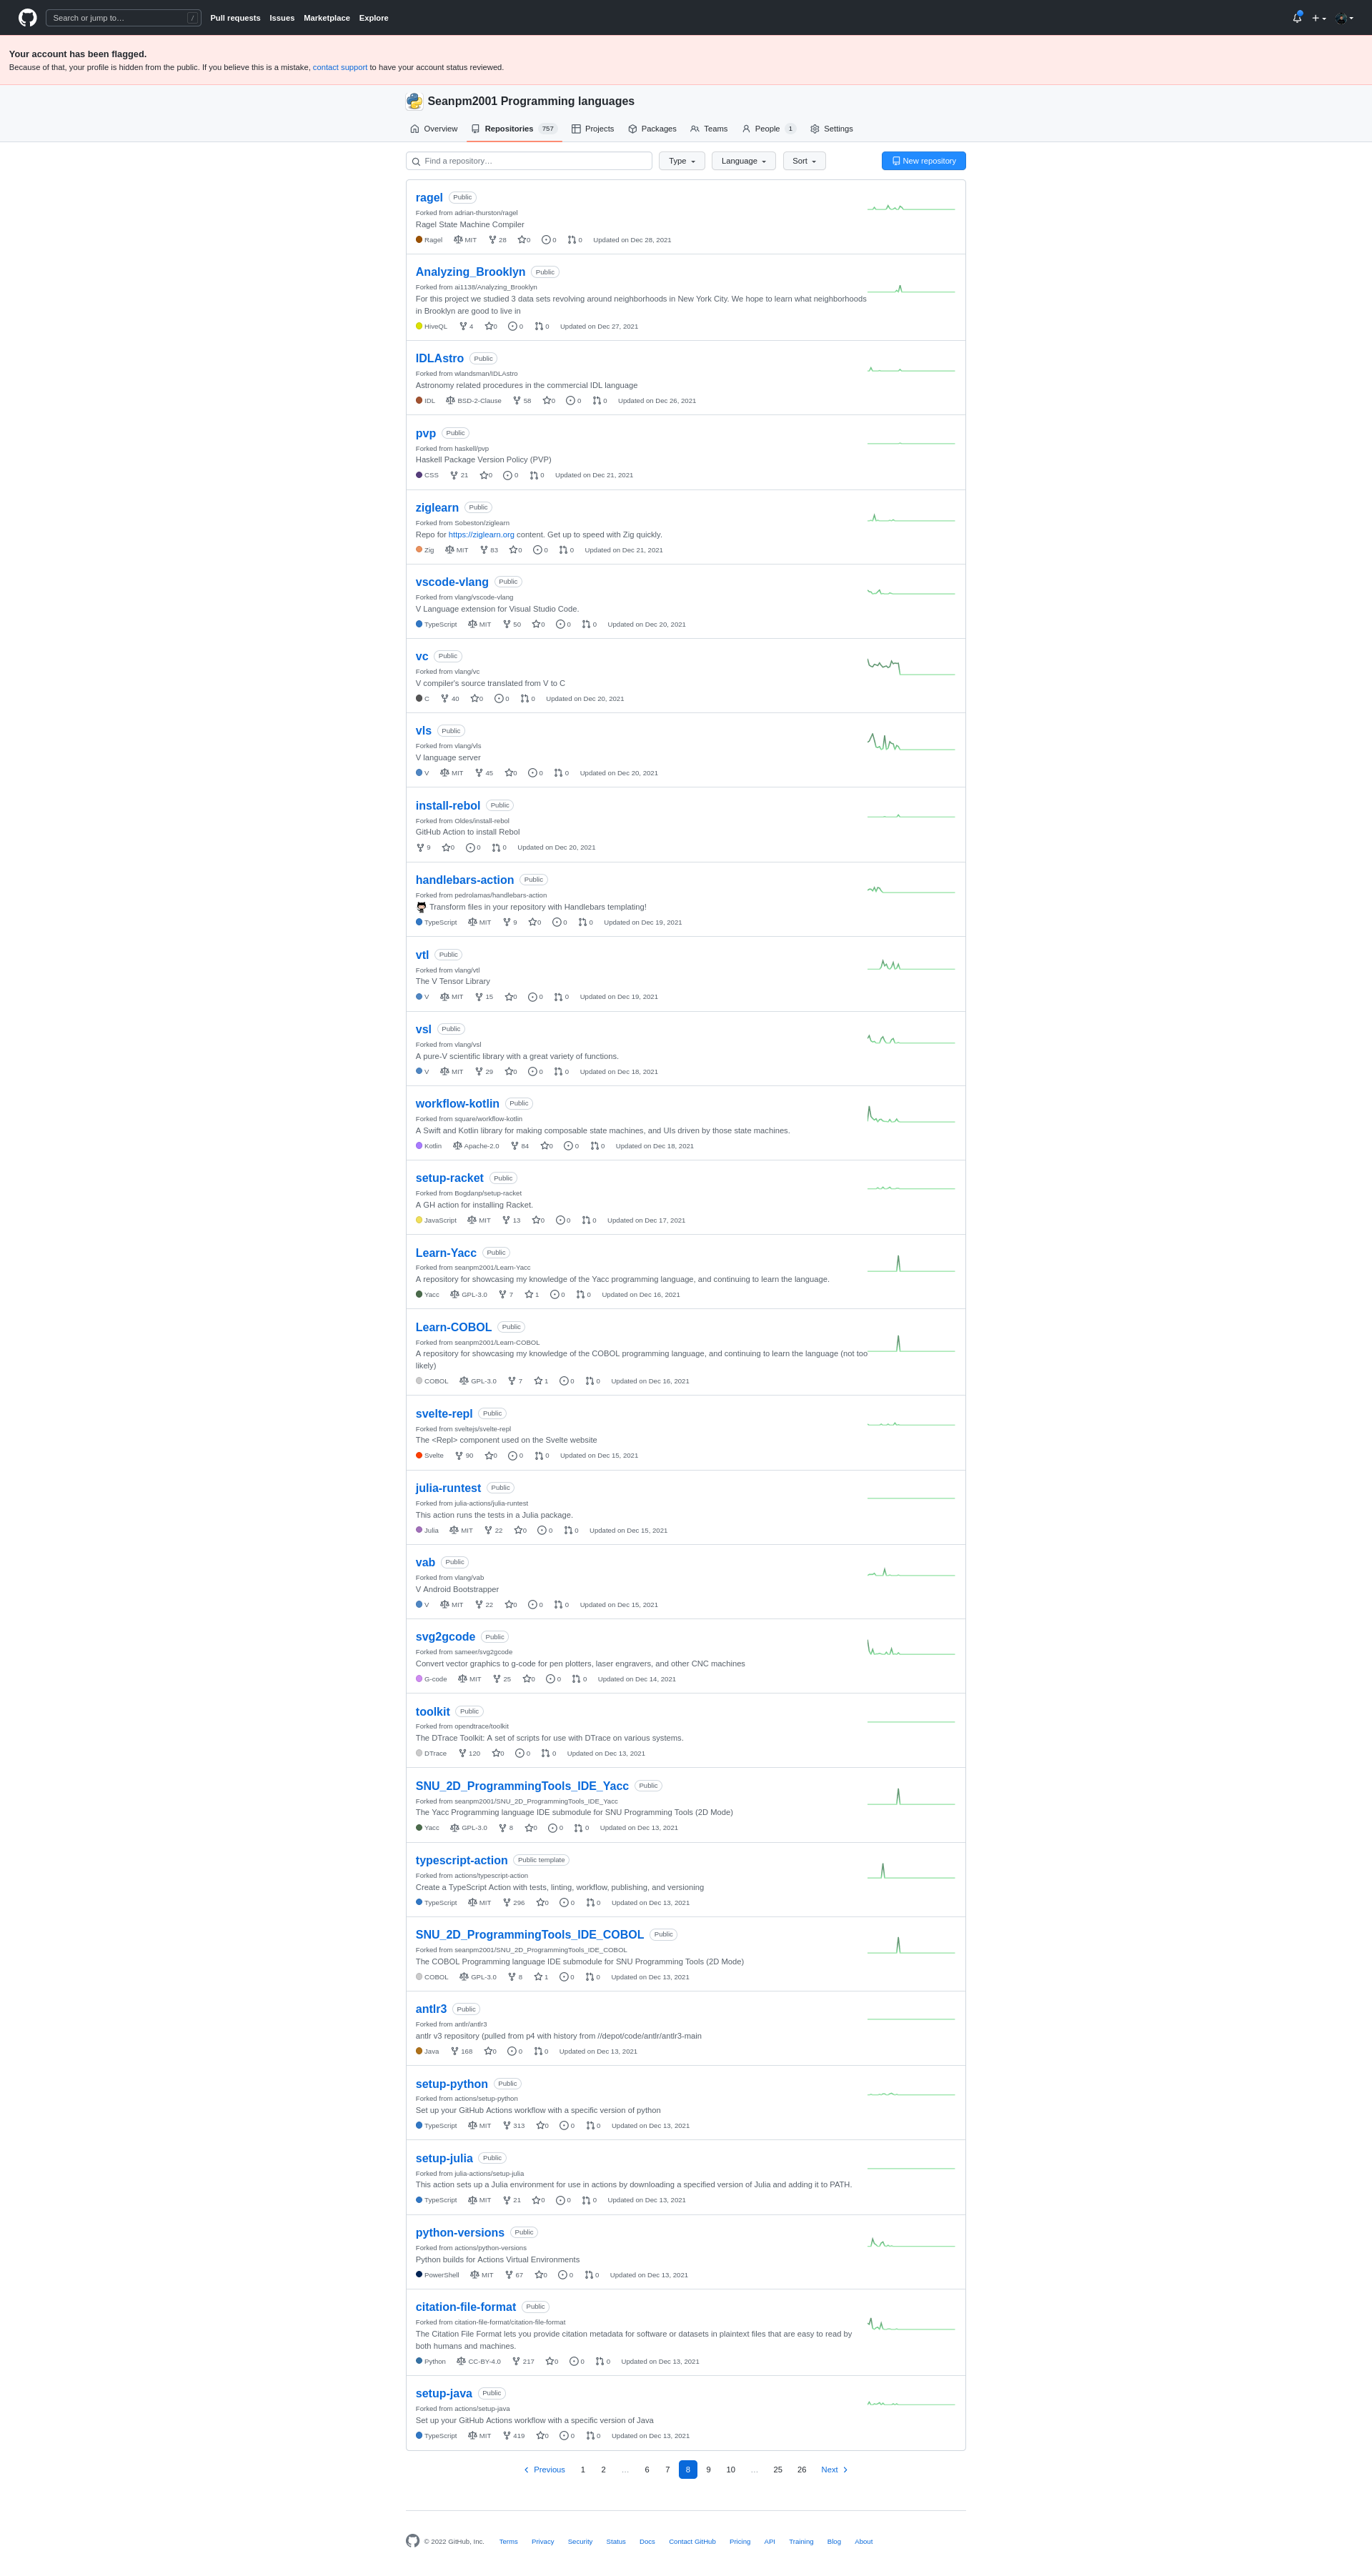 Search or jump to… / Pull requests Issues Marketplace Explore
Your account has been flagged.
Because of that, your profile is hidden from the public. If you believe this is a mistake, contact support to have your account status reviewed.
Seanpm2001 Programming languages
Overview Repositories 757 Projects Packages Teams People 1 Settings
Find a repository… Type Language Sort New repository
ragel Public
Forked from adrian-thurston/ragel
Ragel State Machine Compiler
Ragel MIT 28 0 0 0 Updated on Dec 28, 2021
Analyzing_Brooklyn Public
Forked from ai1138/Analyzing_Brooklyn
For this project we studied 3 data sets revolving around neighborhoods in New York City. We hope to learn what neighborhoods
in Brooklyn are good to live in
HiveQL 4 0 0 0 Updated on Dec 27, 2021
IDLAstro Public
Forked from wlandsman/IDLAstro
Astronomy related procedures in the commercial IDL language
IDL BSD-2-Clause 58 0 0 0 Updated on Dec 26, 2021
pvp Public
Forked from haskell/pvp
Haskell Package Version Policy (PVP)
CSS 21 0 0 0 Updated on Dec 21, 2021
ziglearn Public
Forked from Sobeston/ziglearn
Repo for https://ziglearn.org content. Get up to speed with Zig quickly.
Zig MIT 83 0 0 0 Updated on Dec 21, 2021
vscode-vlang Public
Forked from vlang/vscode-vlang
V Language extension for Visual Studio Code.
TypeScript MIT 50 0 0 0 Updated on Dec 20, 2021
vc Public
Forked from vlang/vc
V compiler's source translated from V to C
C 40 0 0 0 Updated on Dec 20, 2021
vls Public
Forked from vlang/vls
V language server
V MIT 45 0 0 0 Updated on Dec 20, 2021
install-rebol Public
Forked from Oldes/install-rebol
GitHub Action to install Rebol
9 0 0 0 Updated on Dec 20, 2021
handlebars-action Public
Forked from pedrolamas/handlebars-action
Transform files in your repository with Handlebars templating!
TypeScript MIT 9 0 0 0 Updated on Dec 19, 2021
vtl Public
Forked from vlang/vtl
The V Tensor Library
V MIT 15 0 0 0 Updated on Dec 19, 2021
vsl Public
Forked from vlang/vsl
A pure-V scientific library with a great variety of functions.
V MIT 29 0 0 0 Updated on Dec 18, 2021
workflow-kotlin Public
Forked from square/workflow-kotlin
A Swift and Kotlin library for making composable state machines, and UIs driven by those state machines.
Kotlin Apache-2.0 84 0 0 0 Updated on Dec 18, 2021
setup-racket Public
Forked from Bogdanp/setup-racket
A GH action for installing Racket.
JavaScript MIT 13 0 0 0 Updated on Dec 17, 2021
Learn-Yacc Public
Forked from seanpm2001/Learn-Yacc
A repository for showcasing my knowledge of the Yacc programming language, and continuing to learn the language.
Yacc GPL-3.0 7 1 0 0 Updated on Dec 16, 2021
Learn-COBOL Public
Forked from seanpm2001/Learn-COBOL
A repository for showcasing my knowledge of the COBOL programming language, and continuing to learn the language (not too
likely)
COBOL GPL-3.0 7 1 0 0 Updated on Dec 16, 2021
svelte-repl Public
Forked from sveltejs/svelte-repl
The <Repl> component used on the Svelte website
Svelte 90 0 0 0 Updated on Dec 15, 2021
julia-runtest Public
Forked from julia-actions/julia-runtest
This action runs the tests in a Julia package.
Julia MIT 22 0 0 0 Updated on Dec 15, 2021
vab Public
Forked from vlang/vab
V Android Bootstrapper
V MIT 22 0 0 0 Updated on Dec 15, 2021
svg2gcode Public
Forked from sameer/svg2gcode
Convert vector graphics to g-code for pen plotters, laser engravers, and other CNC machines
G-code MIT 25 0 0 0 Updated on Dec 14, 2021
toolkit Public
Forked from opendtrace/toolkit
The DTrace Toolkit: A set of scripts for use with DTrace on various systems.
DTrace 120 0 0 0 Updated on Dec 13, 2021
SNU_2D_ProgrammingTools_IDE_Yacc Public
Forked from seanpm2001/SNU_2D_ProgrammingTools_IDE_Yacc
The Yacc Programming language IDE submodule for SNU Programming Tools (2D Mode)
Yacc GPL-3.0 8 0 0 0 Updated on Dec 13, 2021
typescript-action Public template
Forked from actions/typescript-action
Create a TypeScript Action with tests, linting, workflow, publishing, and versioning
TypeScript MIT 296 0 0 0 Updated on Dec 13, 2021
SNU_2D_ProgrammingTools_IDE_COBOL Public
Forked from seanpm2001/SNU_2D_ProgrammingTools_IDE_COBOL
The COBOL Programming language IDE submodule for SNU Programming Tools (2D Mode)
COBOL GPL-3.0 8 1 0 0 Updated on Dec 13, 2021
antlr3 Public
Forked from antlr/antlr3
antlr v3 repository (pulled from p4 with history from //depot/code/antlr/antlr3-main
Java 168 0 0 0 Updated on Dec 13, 2021
setup-python Public
Forked from actions/setup-python
Set up your GitHub Actions workflow with a specific version of python
TypeScript MIT 313 0 0 0 Updated on Dec 13, 2021
setup-julia Public
Forked from julia-actions/setup-julia
This action sets up a Julia environment for use in actions by downloading a specified version of Julia and adding it to PATH.
TypeScript MIT 21 0 0 0 Updated on Dec 13, 2021
python-versions Public
Forked from actions/python-versions
Python builds for Actions Virtual Environments
PowerShell MIT 67 0 0 0 Updated on Dec 13, 2021
citation-file-format Public
Forked from citation-file-format/citation-file-format
The Citation File Format lets you provide citation metadata for software or datasets in plaintext files that are easy to read by
both humans and machines.
Python CC-BY-4.0 217 0 0 0 Updated on Dec 13, 2021
setup-java Public
Forked from actions/setup-java
Set up your GitHub Actions workflow with a specific version of Java
TypeScript MIT 419 0 0 0 Updated on Dec 13, 2021
Previous 1 2 … 6 7 8 9 10 … 25 26 Next
© 2022 GitHub, Inc. Terms Privacy Security Status Docs Contact GitHub Pricing API Training Blog About